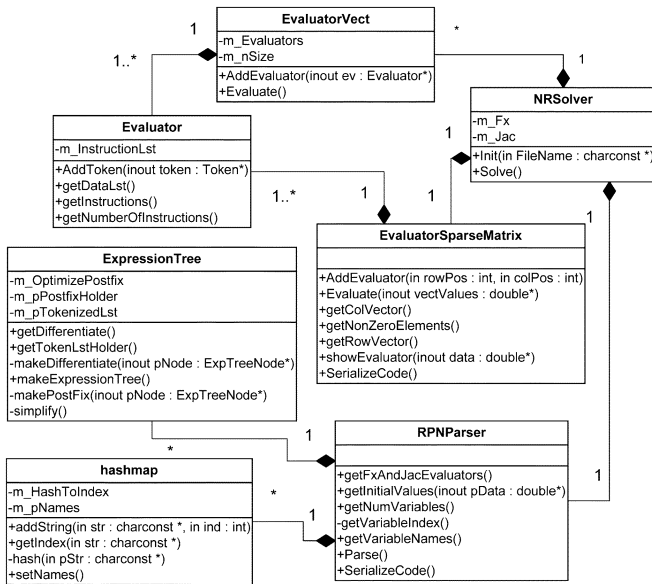 EvaluatorVect
-m_Evaluators
-m_nSize
+AddEvaluator(inout ev : Evaluator*)
+Evaluate()
1
*
1..*
1
NRSolver
-m_Fx
-m_Jac
+Init(in FileName : charconst *)
+Solve()
Evaluator
-m_InstructionLst
+AddToken(inout token : Token*)
+getDataLst()
+getInstructions()
+getNumberOfInstructions()
1
1..*
1
1
1
EvaluatorSparseMatrix
+AddEvaluator(in rowPos : int, in colPos : int)
+Evaluate(inout vectValues : double*)
+getColVector()
+getNonZeroElements()
+getRowVector()
+showEvaluator(inout data : double*)
+SerializeCode()
ExpressionTree
-m_OptimizePostfix
-m_pPostfixHolder
-m_pTokenizedLst
+getDifferentiate()
+getTokenLstHolder()
-makeDifferentiate(inout pNode : ExpTreeNode*)
+makeExpressionTree()
-makePostFix(inout pNode : ExpTreeNode*)
-simplify()
*
1
RPNParser
+getFxAndJacEvaluators()
+getInitialValues(inout pData : double*)
+getNumVariables()
-getVariableIndex()
+getVariableNames()
+Parse()
+SerializeCode()
1
hashmap
-m_HashToIndex
-m_pNames
+addString(in str : charconst *, in ind : int)
+getIndex(in str : charconst *)
-hash(in pStr : charconst *)
+setNames()
*
1